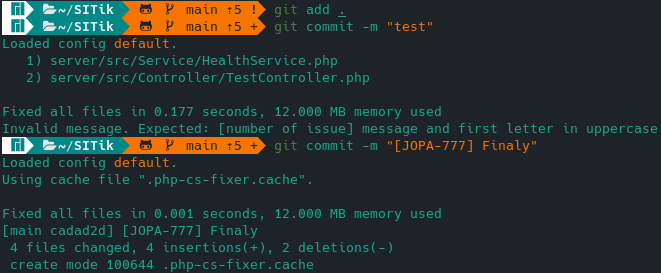 ~/SITik main ↑5 ! git add .
~/SITik main ↑5 + git commit -m "test"
Loaded config default.
1) server/src/Service/HealthService.php
2) server/src/Controller/TestController.php
Fixed all files in 0.177 seconds, 12.000 MB memory used
Invalid message. Expected: [number of issue] message and first letter in uppercase
~/SITik main ↑5 + git commit -m "[JOPA-777] Finaly"
Loaded config default.
Using cache file ".php-cs-fixer.cache".
Fixed all files in 0.001 seconds, 12.000 MB memory used
[main cadad2d] [JOPA-777] Finaly
4 files changed, 4 insertions(+), 2 deletions(-)
create mode 100644 .php-cs-fixer.cache